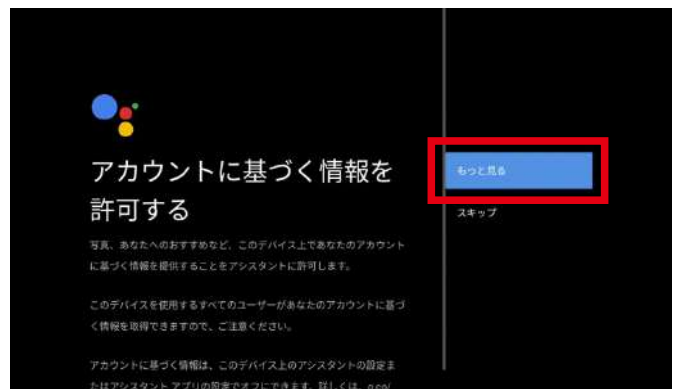 アカウントに基づく情報を
許可する
写真、あなたへのおすすめなど、このデバイス上であなたのアカウント
に基づく情報を提供することをアシスタントに許可します。
このデバイスを使用するすべてのユーザーがあなたのアカウントに基づ
く情報を取得できますので、ご注意ください。
アカウントに基づく情報は、このデバイス上のアシスタントの設定ま
たはアシスタント アプリの設定でオフにできます。詳しくは、g.co/
もっと見る
スキップ